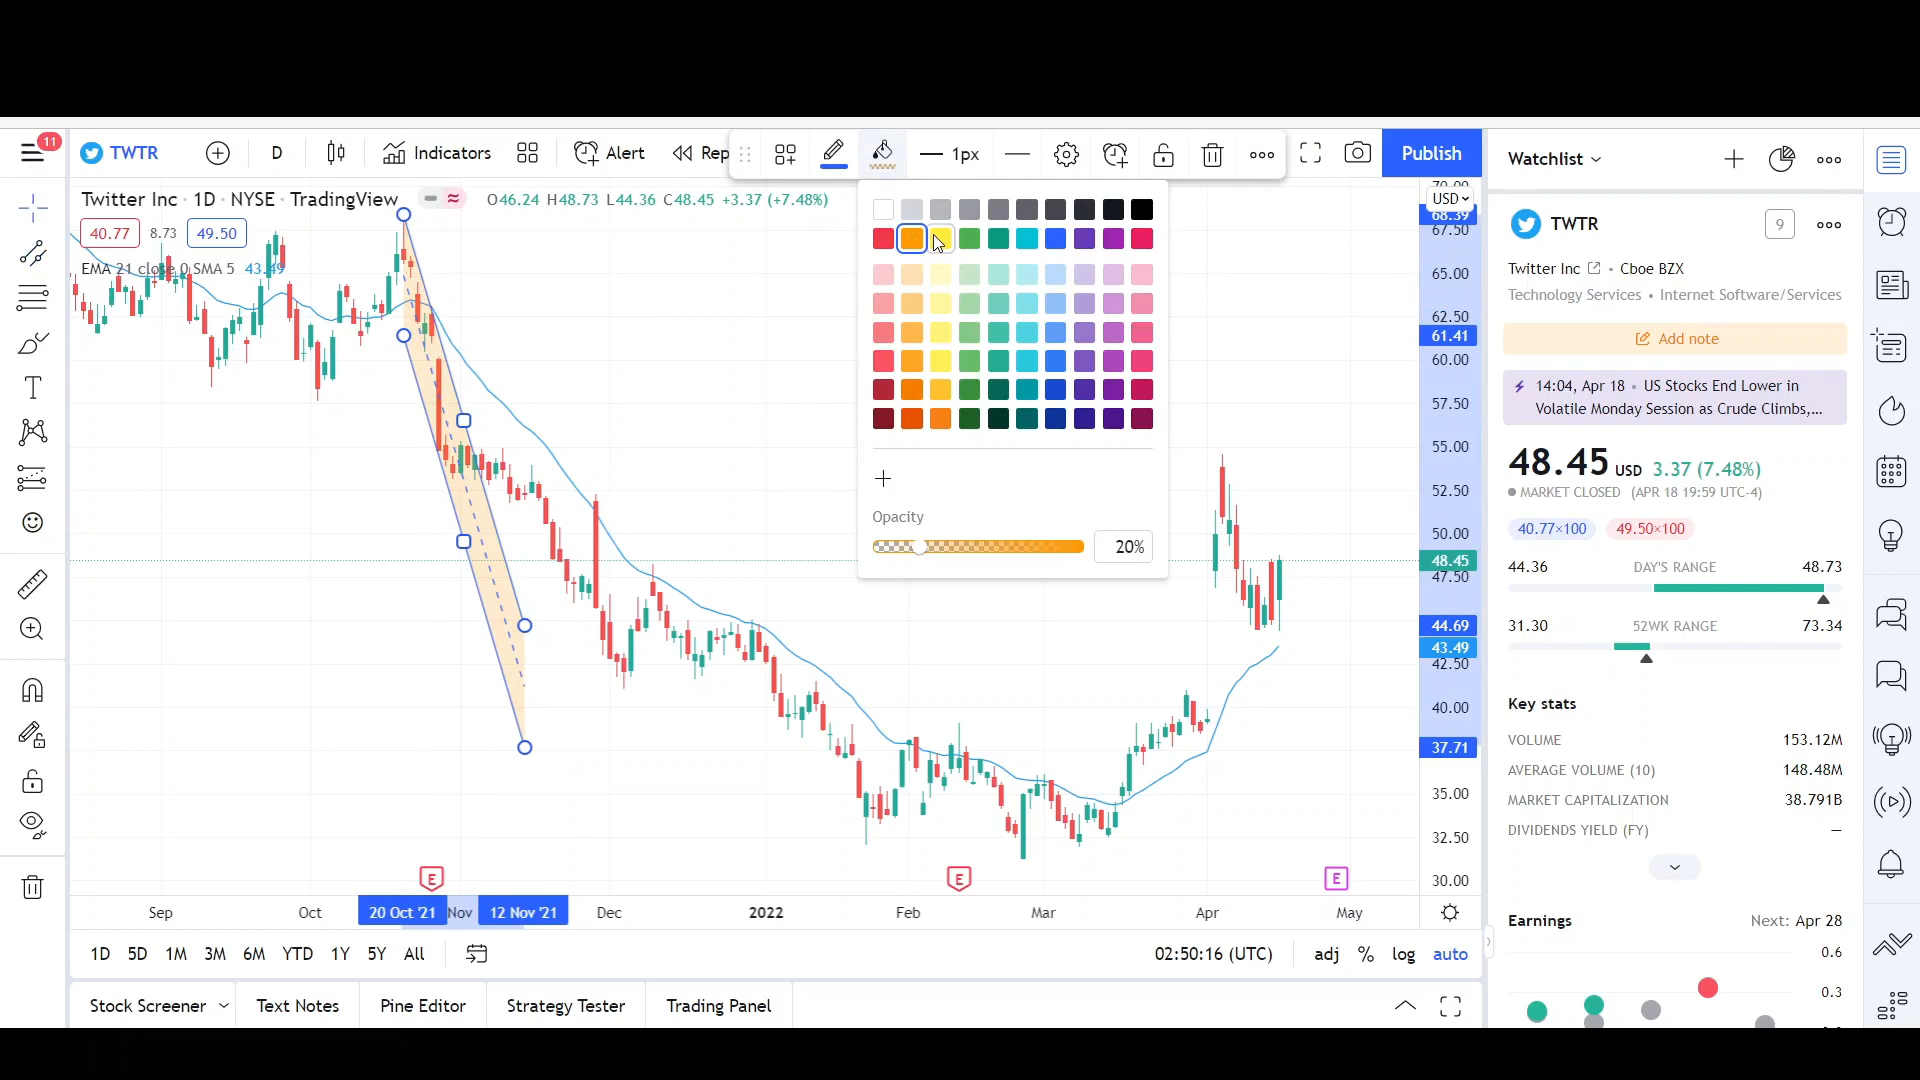 11
TWTR
D
Indicators
Alert
Rep
1px
Publish
Twitter Inc · 1D · NYSE · TradingView
O46.24 H48.73 L44.36 C48.45 +3.37 (+7.48%)
40.77 8.73 49.50
EMA 21 close 0 SMA 5 43.49
Opacity
20%
USD
68.39
67.50
65.00
62.50
61.41
60.00
57.50
55.00
52.50
50.00
48.45
47.50
44.69
43.49
42.50
40.00
37.71
35.00
32.50
30.00
E
E
E
Sep
Oct
20 Oct '21
Nov
12 Nov '21
Dec
2022
Feb
Mar
Apr
May
1D 5D 1M 3M 6M YTD 1Y 5Y All
02:50:16 (UTC)
adj % log auto
Stock Screener
Text Notes
Pine Editor
Strategy Tester
Trading Panel
Watchlist
TWTR
9
Twitter Inc • Cboe BZX
Technology Services • Internet Software/Services
Add note
14:04, Apr 18 • US Stocks End Lower in
Volatile Monday Session as Crude Climbs,...
48.45 USD 3.37 (7.48%)
MARKET CLOSED (APR 18 19:59 UTC-4)
40.77×100 49.50×100
44.36 DAY'S RANGE 48.73
31.30 52WK RANGE 73.34
Key stats
VOLUME 153.12M
AVERAGE VOLUME (10) 148.48M
MARKET CAPITALIZATION 38.791B
DIVIDENDS YIELD (FY) —
Earnings Next: Apr 28
0.6
0.3